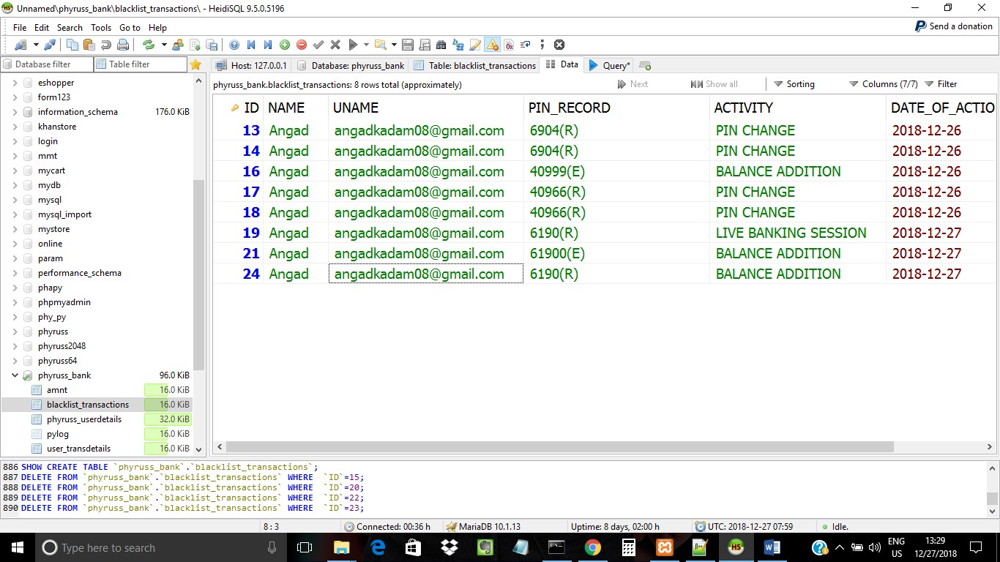 Unnamed\phyruss_bank\blacklist_transactions\ - HeidiSQL 9.5.0.5196
File Edit Search Tools Go to Help
Send a donation
Database filter Table filter
Host: 127.0.0.1 Database: phyruss_bank Table: blacklist_transactions Data Query*
phyruss_bank.blacklist_transactions: 8 rows total (approximately) Next Show all Sorting Columns (7/7) Filter
eshopper
form123
information_schema 176.0 KiB
khanstore
login
mmt
mycart
mydb
mysql
mysql_import
mystore
online
param
performance_schema
phapy
phpmyadmin
phy_py
phyruss
phyruss2048
phyruss64
phyruss_bank 96.0 KiB
amnt 16.0 KiB
blacklist_transactions 16.0 KiB
phyruss_userdetails 32.0 KiB
pylog 16.0 KiB
user_transdetails 16.0 KiB
ID NAME UNAME PIN_RECORD ACTIVITY DATE_OF_ACTIO
13 Angad angadkadam08@gmail.com 6904(R) PIN CHANGE 2018-12-26
14 Angad angadkadam08@gmail.com 6904(R) PIN CHANGE 2018-12-26
16 Angad angadkadam08@gmail.com 40999(E) BALANCE ADDITION 2018-12-26
17 Angad angadkadam08@gmail.com 40966(R) PIN CHANGE 2018-12-26
18 Angad angadkadam08@gmail.com 40966(R) PIN CHANGE 2018-12-26
19 Angad angadkadam08@gmail.com 6190(R) LIVE BANKING SESSION 2018-12-27
21 Angad angadkadam08@gmail.com 61900(E) BALANCE ADDITION 2018-12-27
24 Angad angadkadam08@gmail.com 6190(R) BALANCE ADDITION 2018-12-27
886 SHOW CREATE TABLE `phyruss_bank`.`blacklist_transactions`;
887 DELETE FROM `phyruss_bank`.`blacklist_transactions` WHERE  `ID`=15;
888 DELETE FROM `phyruss_bank`.`blacklist_transactions` WHERE  `ID`=20;
889 DELETE FROM `phyruss_bank`.`blacklist_transactions` WHERE  `ID`=22;
890 DELETE FROM `phyruss_bank`.`blacklist_transactions` WHERE  `ID`=23;
8 : 3 Connected: 00:36 h MariaDB 10.1.13 Uptime: 8 days, 02:00 h UTC: 2018-12-27 07:59 Idle.
Type here to search
ENG
US
13:29
12/27/2018